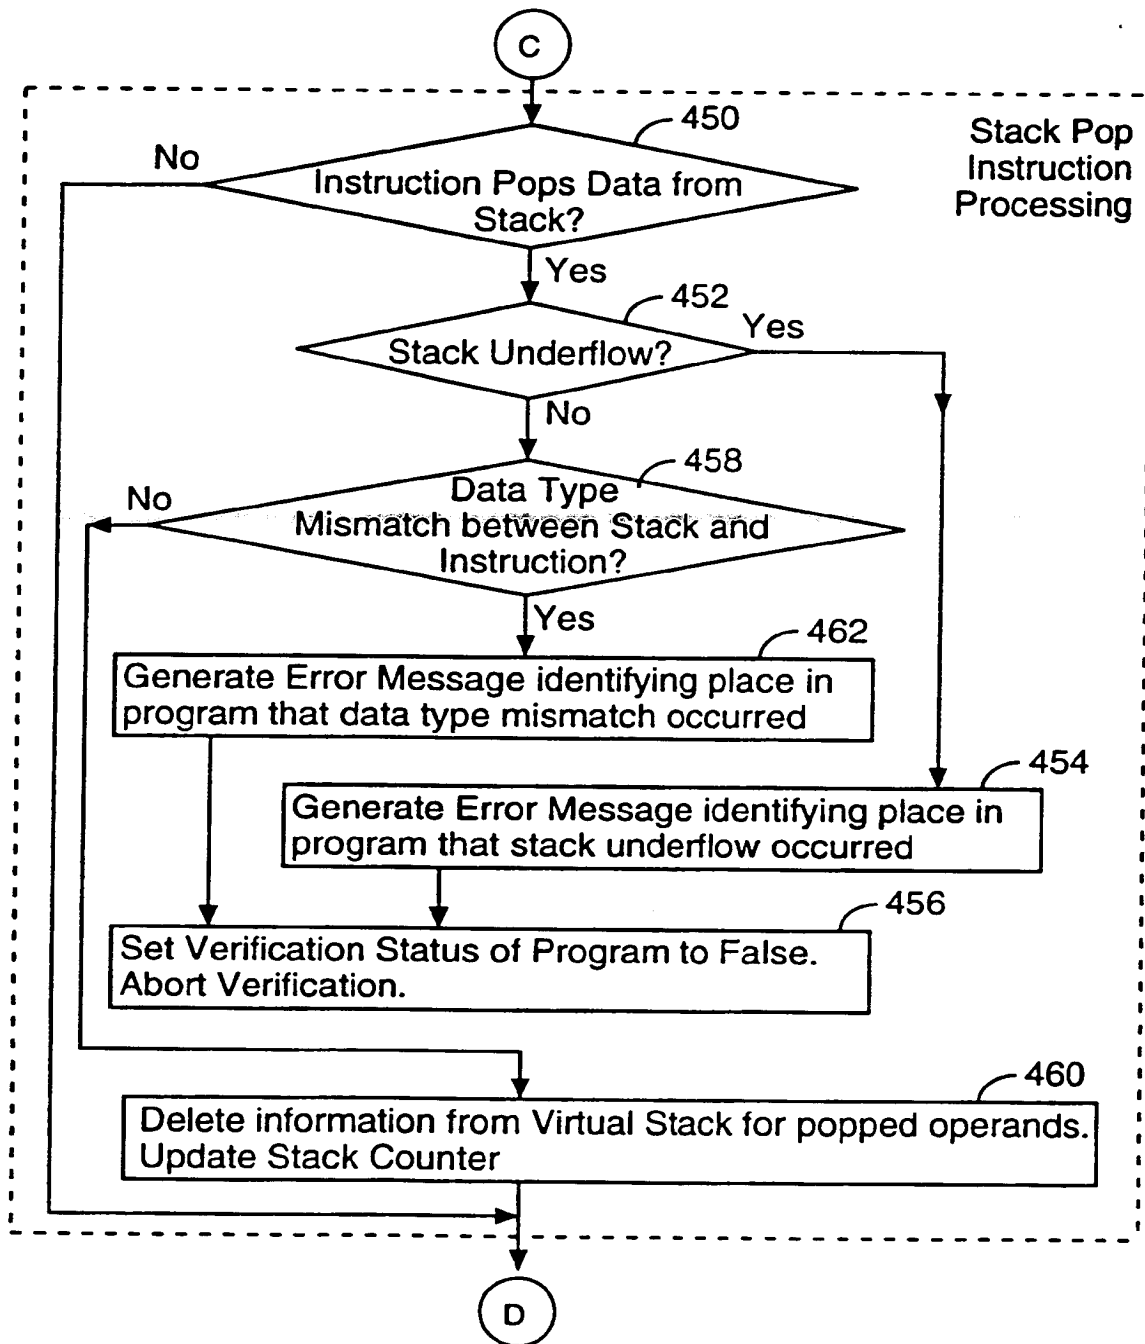 C
450
Stack Pop
Instruction
Processing
No
Instruction Pops Data from
Stack?
Yes
452
Yes
Stack Underflow?
No
458
No
Data Type
Mismatch between Stack and
Instruction?
Yes
462
Generate Error Message identifying place in
program that data type mismatch occurred
454
Generate Error Message identifying place in
program that stack underflow occurred
456
Set Verification Status of Program to False.
Abort Verification.
460
Delete information from Virtual Stack for popped operands.
Update Stack Counter
D